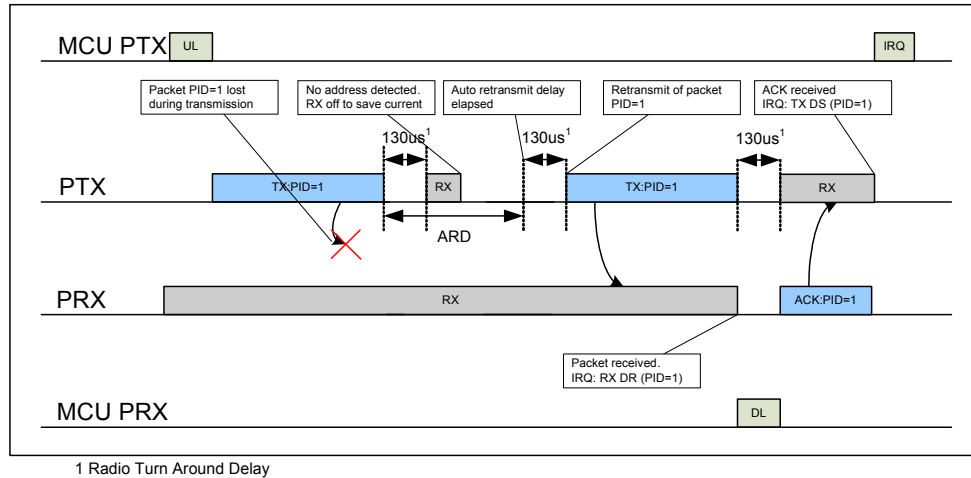 MCU PTX
UL
IRQ
Packet PID=1 lost
during transmission
No address detected.
RX off to save current
Auto retransmit delay
elapsed
Retransmit of packet
PID=1
ACK received
IRQ: TX DS (PID=1)
130us1
130us1
130us1
PTX
TX:PID=1
RX
TX:PID=1
RX
ARD
PRX
RX
ACK:PID=1
Packet received.
IRQ: RX DR (PID=1)
MCU PRX
DL
1 Radio Turn Around Delay